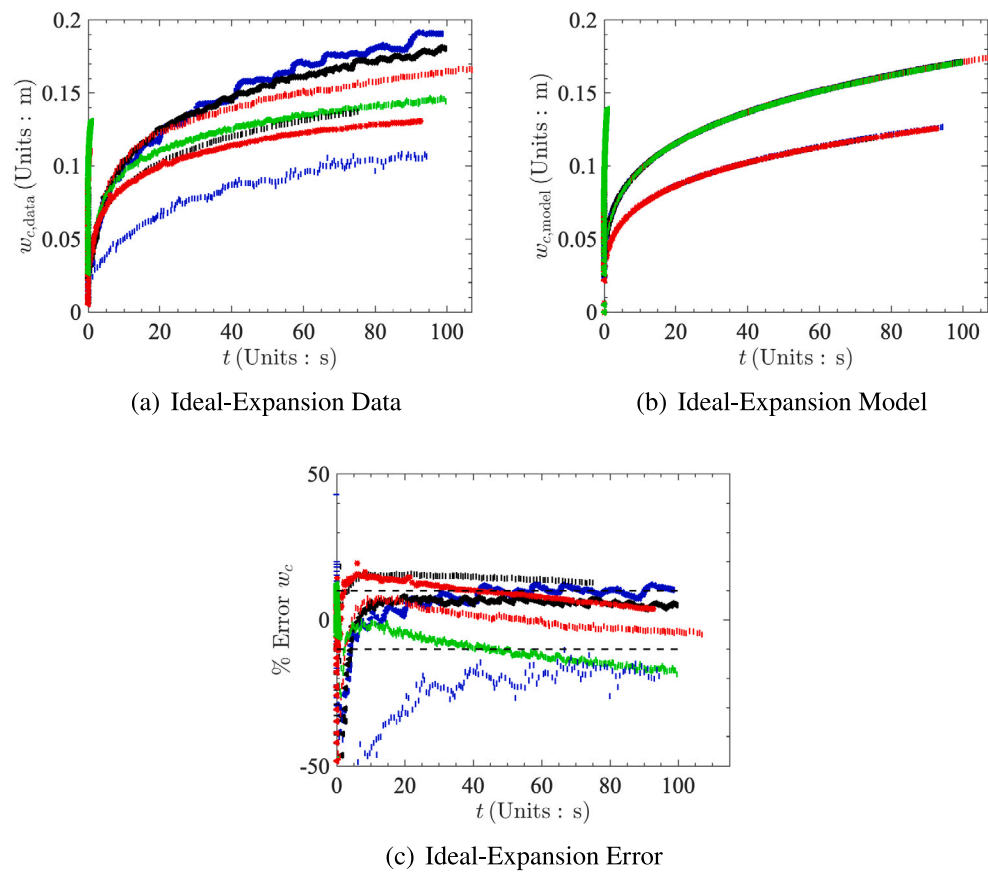 0.2
0.15
0.1
0.05
0
w_{c,data} (Units : m)
0 20 40 60 80 100
t (Units : s)
(a) Ideal-Expansion Data
0.2
0.15
0.1
0.05
0
w_{c,model} (Units : m)
0 20 40 60 80 100
t (Units : s)
(b) Ideal-Expansion Model
50
0
-50
% Error w_c
0 20 40 60 80 100
t (Units : s)
(c) Ideal-Expansion Error